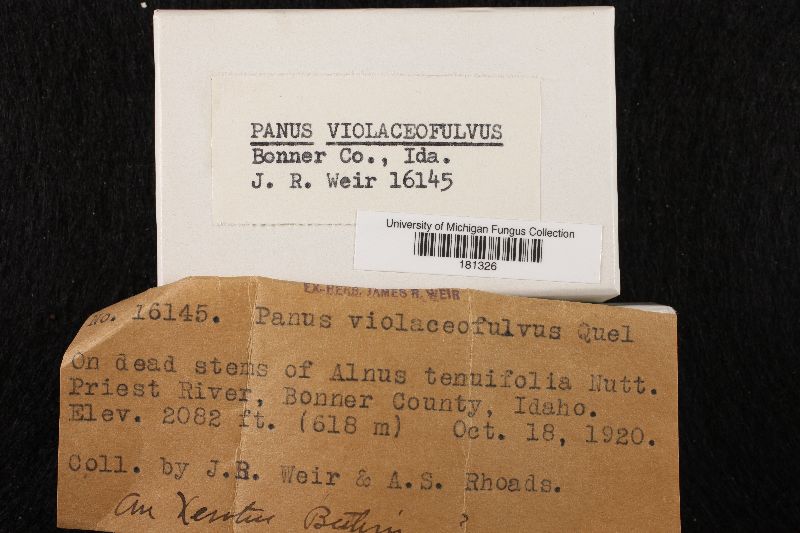 PANUS VIOLACEOFULVUS
Bonner Co., Ida.
J. R. Weir 16145
University of Michigan Fungus Collection
181326
EX-HERB. JAMES R. WEIR
No. 16145. Panus violaceofulvus Quel
On dead stems of Alnus tenuifolia Nutt.
Priest River, Bonner County, Idaho.
Elev. 2082 ft. (618 m) Oct. 18, 1920.
Coll. by J.R. Weir & A.S. Rhoads.
An ?